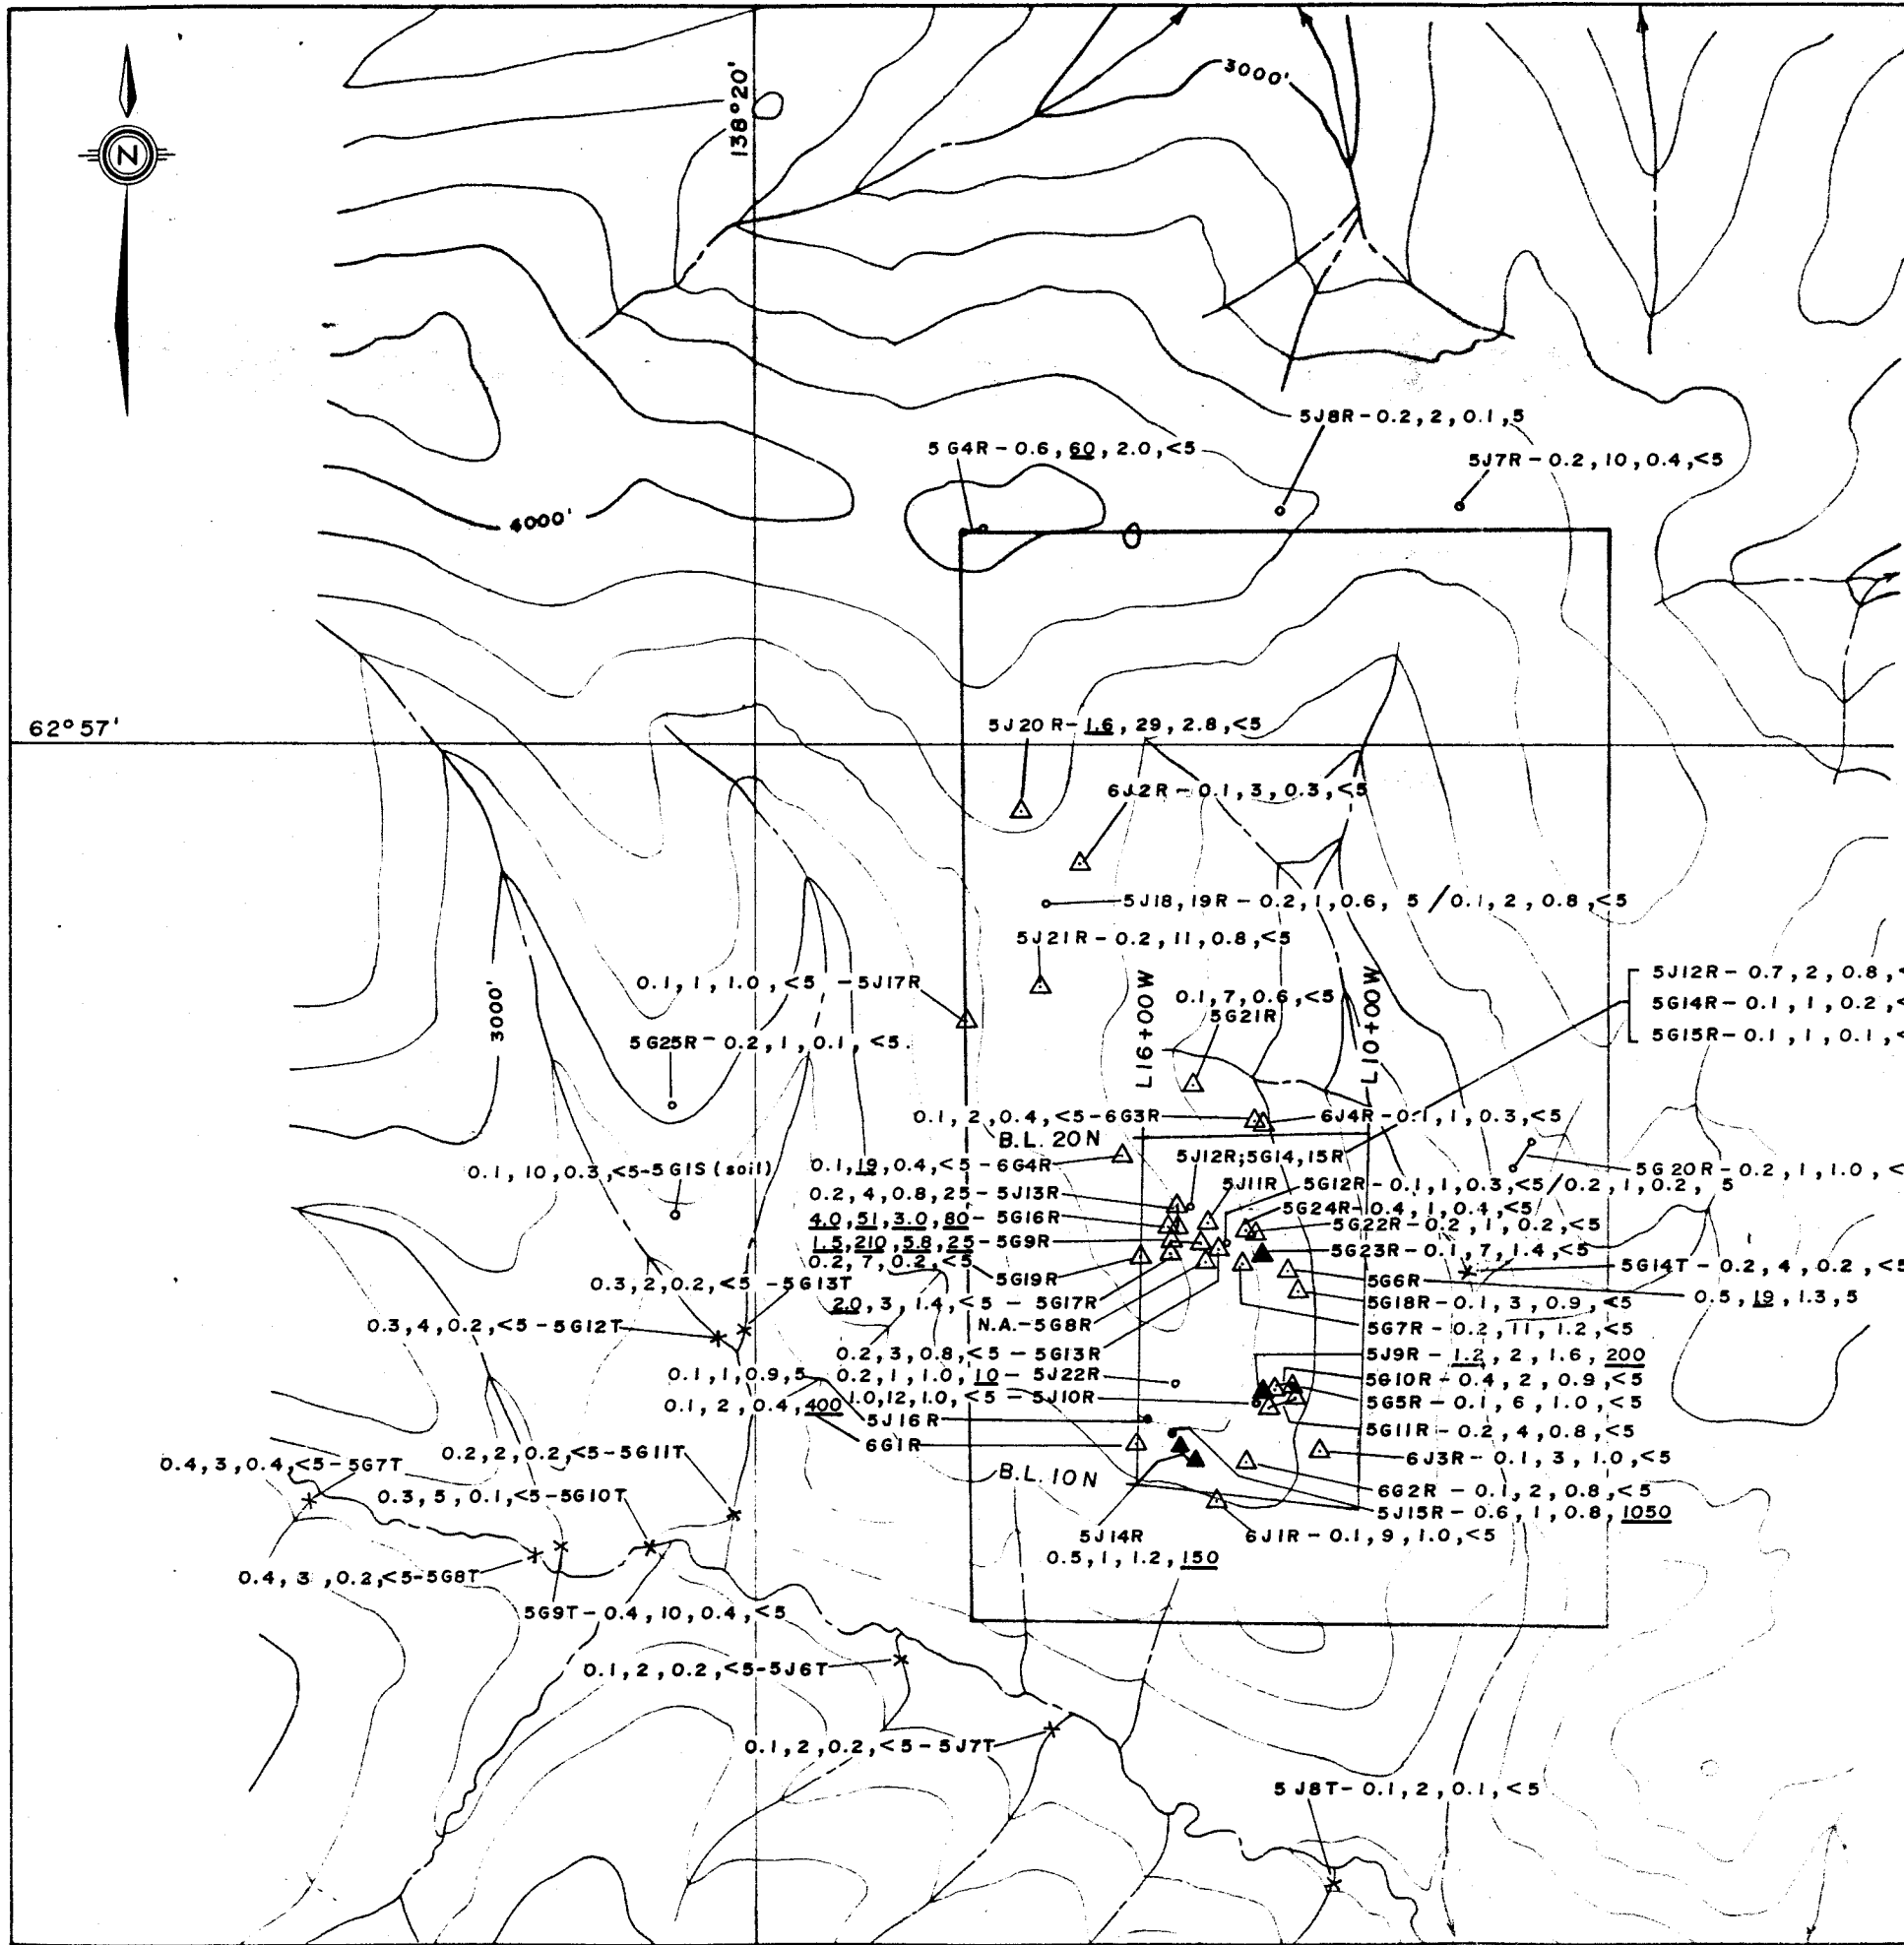 N
138°20'
3000'
5J8R-0.2, 2, 0.1, 5
5G4R-0.6, 60, 2.0, <5
5J7R-0.2, 10, 0.4, <5
4000'
62°57'
5J20R-1.6, 29, 2.8, <5
6J2R-0.1, 3, 0.3, <5
5J18,19R-0.2, 1, 0.6, 5 / 0.1, 2, 0.8, <5
5J21R-0.2, 11, 0.8, <5
0.1, 1, 1.0, <5 -5J17R
3000'
L16+00W
L10+00W
0.1, 7, 0.6, <5
5G21R
5J12R-0.7, 2, 0.8, <
5G14R-0.1, 1, 0.2, <
5G15R-0.1, 1, 0.1, <
5G25R-0.2, 1, 0.1, <5
0.1, 2, 0.4, <5-6G3R
6J4R-0.1, 1, 0.3, <5
B.L. 20N
0.1, 10, 0.3, <5-5G1S (soil)
0.1, 19, 0.4, <5-6G4R
5J12R;5G14,15R
5G20R-0.2, 1, 1.0, <
0.2, 4, 0.8, 25-5J13R
5J11R
5G12R-0.1, 1, 0.3, <5/0.2, 1, 0.2, 5
4.0, 51, 3.0, 80-5G16R
5G24R-0.4, 1, 0.4, <5
5G22R-0.2, 1, 0.2, <5
1.5, 210, 5.8, 25-5G9R
5G23R-0.1, 7, 1.4, <5
0.2, 7, 0.2, <5
5G19R
5G14T-0.2, 4, 0.2, <5
0.3, 2, 0.2, <5 -5G13T
5G6R
0.5, 19, 1.3, 5
2.0, 3, 1.4, <5 - 5G17R
5G18R-0.1, 3, 0.9, <5
0.3, 4, 0.2, <5-5G12T
N.A.-5G8R
5G7R-0.2, 11, 1.2, <5
0.2, 3, 0.8, <5-5G13R
5J9R-1.2, 2, 1.6, 200
0.1, 1, 0.9, 5
0.2, 1, 1.0, 10-5J22R
5G10R-0.4, 2, 0.9, <5
0.1, 2, 0.4, 400
1.0, 12, 1.0, <5-5J10R
5G5R-0.1, 6, 1.0, <5
5J16R
5G11R-0.2, 4, 0.8, <5
6G1R
6J3R-0.1, 3, 1.0, <5
0.2, 2, 0.2, <5-5G11T
0.4, 3, 0.4, <5-5G7T
B.L. 10N
6G2R-0.1, 2, 0.8, <5
0.3, 5, 0.1, <5-5G10T
5J15R-0.6, 1, 0.8, 1050
5J14R
0.5, 1, 1.2, 150
6J1R-0.1, 9, 1.0, <5
0.4, 3, 0.2, <5-5G8T
5G9T-0.4, 10, 0.4, <5
0.1, 2, 0.2, <5-5J6T
0.1, 2, 0.2, <5-5J7T
5J8T-0.1, 2, 0.1, <5